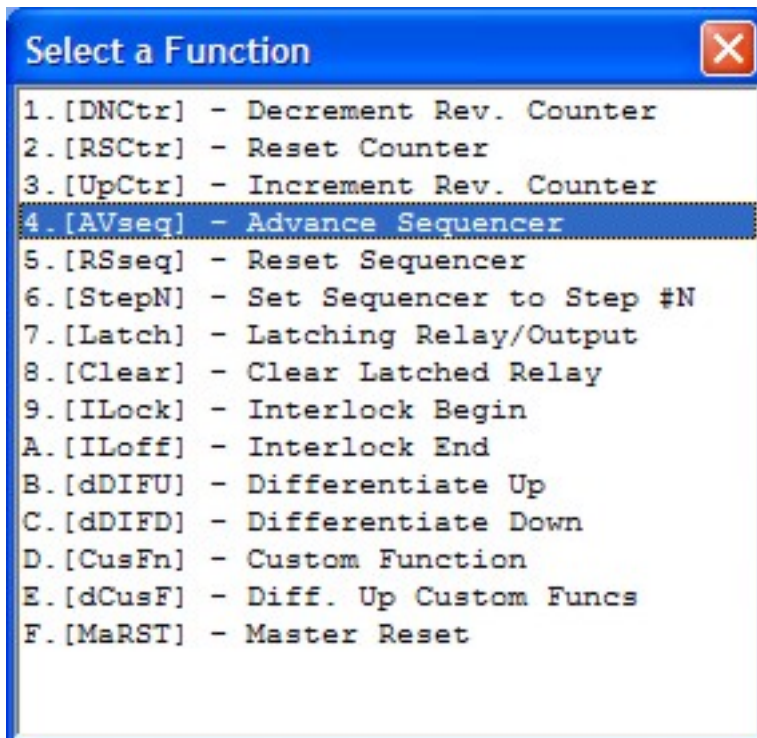 Select a Function
1.[DNCtr] - Decrement Rev. Counter
2.[RSCtr] - Reset Counter
3.[UpCtr] - Increment Rev. Counter
4.[AVseq] - Advance Sequencer
5.[RSseq] - Reset Sequencer
6.[StepN] - Set Sequencer to Step #N
7.[Latch] - Latching Relay/Output
8.[Clear] - Clear Latched Relay
9.[ILock] - Interlock Begin
A.[ILoff] - Interlock End
B.[dDIFU] - Differentiate Up
C.[dDIFD] - Differentiate Down
D.[CusFn] - Custom Function
E.[dCusF] - Diff. Up Custom Funcs
F.[MaRST] - Master Reset